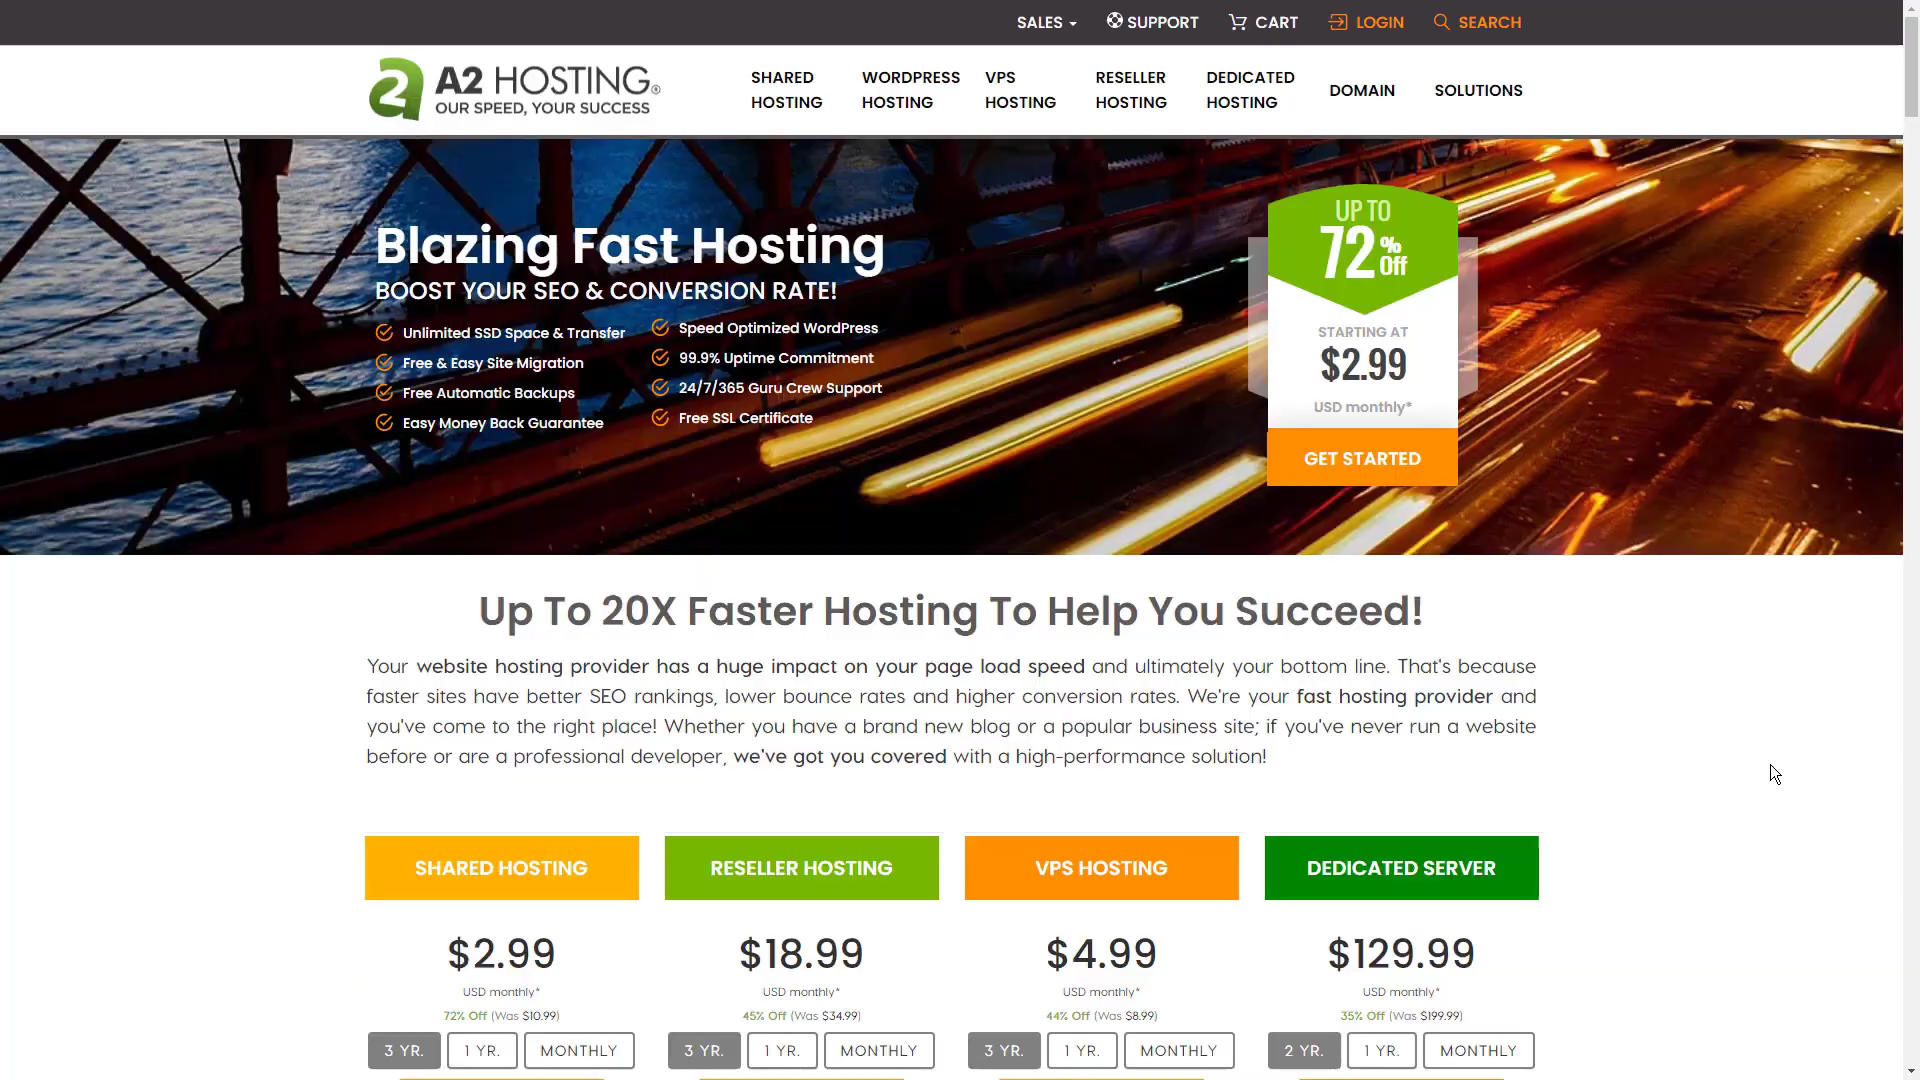 SALES SUPPORT CART LOGIN SEARCH
A2 HOSTING®
OUR SPEED, YOUR SUCCESS
SHARED HOSTING
WORDPRESS HOSTING
VPS HOSTING
RESELLER HOSTING
DEDICATED HOSTING
DOMAIN
SOLUTIONS
Blazing Fast Hosting
BOOST YOUR SEO & CONVERSION RATE!
Unlimited SSD Space & Transfer
Free & Easy Site Migration
Free Automatic Backups
Easy Money Back Guarantee
Speed Optimized WordPress
99.9% Uptime Commitment
24/7/365 Guru Crew Support
Free SSL Certificate
UP TO
72% Off
STARTING AT
$2.99
USD monthly*
GET STARTED
Up To 20X Faster Hosting To Help You Succeed!
Your website hosting provider has a huge impact on your page load speed and ultimately your bottom line. That's because
faster sites have better SEO rankings, lower bounce rates and higher conversion rates. We're your fast hosting provider and
you've come to the right place! Whether you have a brand new blog or a popular business site; if you've never run a website
before or are a professional developer, we've got you covered with a high-performance solution!
SHARED HOSTING
$2.99
USD monthly*
72% Off (Was $10.99)
3 YR. 1 YR. MONTHLY
RESELLER HOSTING
$18.99
USD monthly*
45% Off (Was $34.99)
3 YR. 1 YR. MONTHLY
VPS HOSTING
$4.99
USD monthly*
44% Off (Was $8.99)
3 YR. 1 YR. MONTHLY
DEDICATED SERVER
$129.99
USD monthly*
35% Off (Was $199.99)
2 YR. 1 YR. MONTHLY